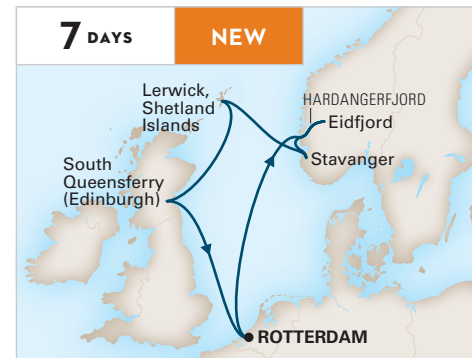 7 DAYS
NEW
Lerwick,
Shetland
Islands
HARDANGERFJORD
Eidfjord
Stavanger
South
Queensferry
(Edinburgh)
ROTTERDAM